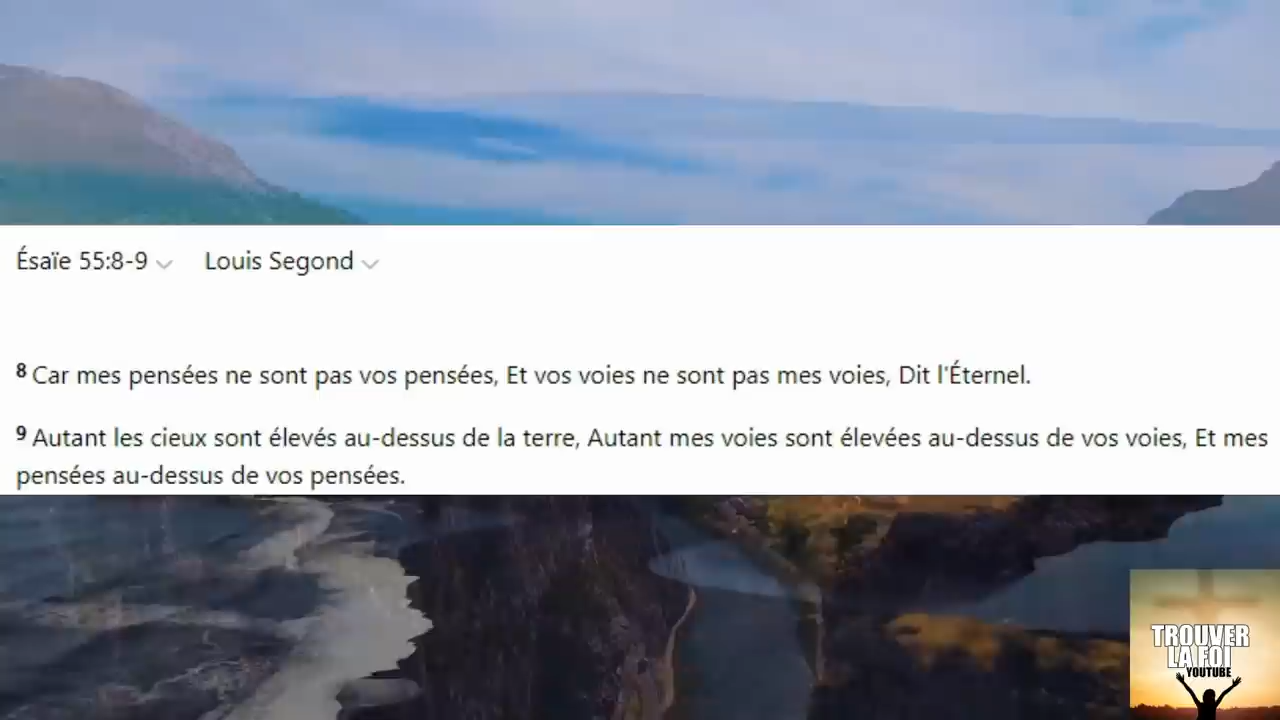 Ésaïe 55:8-9 Louis Segond
8 Car mes pensées ne sont pas vos pensées, Et vos voies ne sont pas mes voies, Dit l'Éternel.
9 Autant les cieux sont élevés au-dessus de la terre, Autant mes voies sont élevées au-dessus de vos voies, Et mes
pensées au-dessus de vos pensées.
TROUVER
LA FOI
YOUTUBE